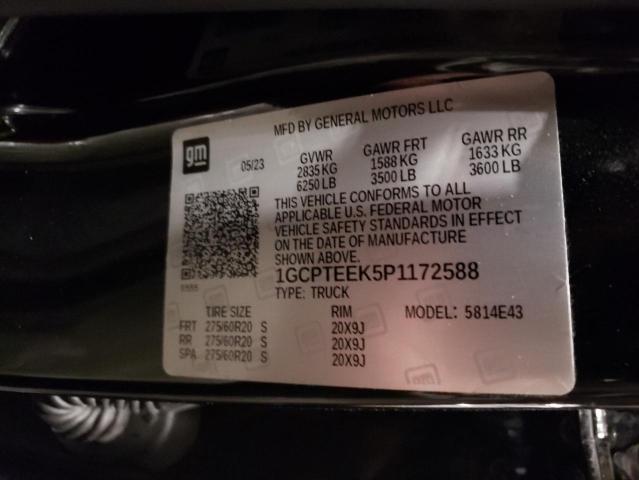 MFD BY GENERAL MOTORS LLC
gm
05/23 GVWR GAWR FRT GAWR RR
2835 KG 1588 KG 1633 KG
6250 LB 3500 LB 3600 LB
THIS VEHICLE CONFORMS TO ALL
APPLICABLE U.S. FEDERAL MOTOR
VEHICLE SAFETY STANDARDS IN EFFECT
ON THE DATE OF MANUFACTURE
SHOWN ABOVE.
1GCPTEEK5P1172588
TYPE: TRUCK
TIRE SIZE RIM MODEL: 5814E43
FRT 275/60R20 S 20X9J
RR 275/60R20 S 20X9J
SPA 275/60R20 S 20X9J
gm